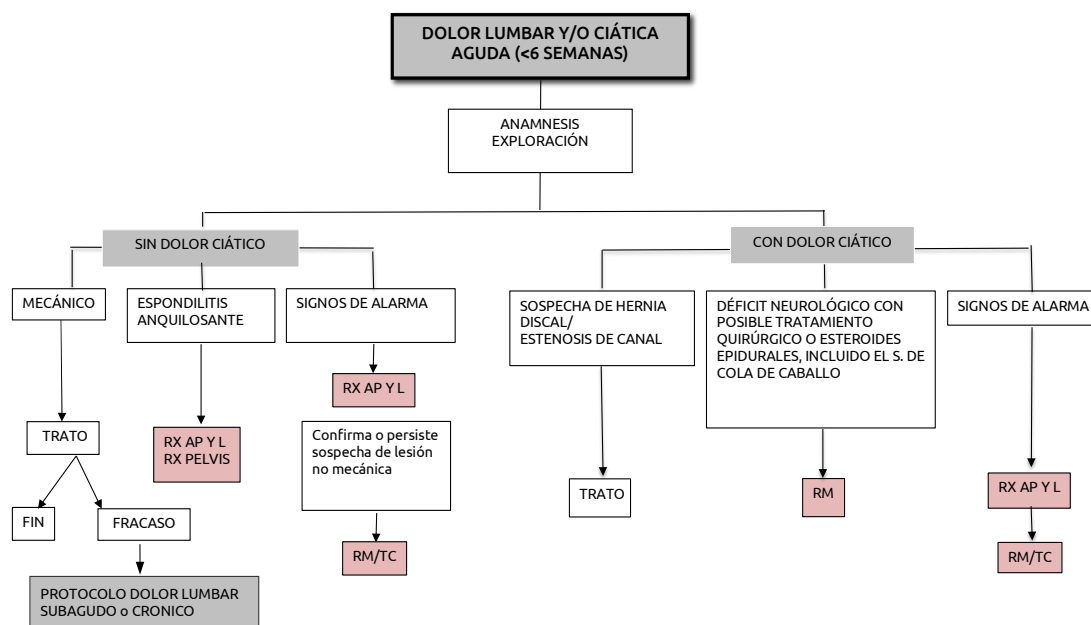 DOLOR LUMBAR Y/O CIÁTICA
AGUDA (<6 SEMANAS)
ANAMNESIS
EXPLORACIÓN
SIN DOLOR CIÁTICO
CON DOLOR CIÁTICO
MECÁNICO
ESPONDILITIS
ANQUILOSANTE
SIGNOS DE ALARMA
SOSPECHA DE HERNIA
DISCAL/
ESTENOSIS DE CANAL
DÉFICIT NEUROLÓGICO CON
POSIBLE TRATAMIENTO
QUIRÚRGICO O ESTEROIDES
EPIDURALES, INCLUIDO EL S. DE
COLA DE CABALLO
SIGNOS DE ALARMA
RX AP Y L
TRATO
RX AP Y L
RX PELVIS
Confirma o persiste
sospecha de lesión
no mecánica
TRATO
RM
RX AP Y L
FIN
FRACASO
RM/TC
RM/TC
PROTOCOLO DOLOR LUMBAR
SUBAGUDO o CRONICO